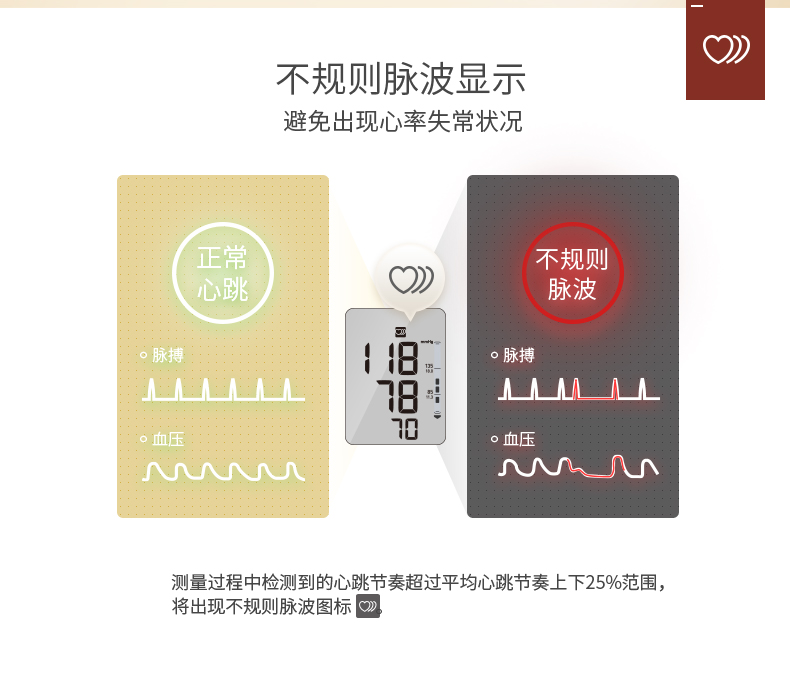 不规则脉波显示
避免出现心率失常状况
正常
心跳
脉搏
血压
mmHg
118
135
78
85
70
不规则
脉波
脉搏
血压
测量过程中检测到的心跳节奏超过平均心跳节奏上下25%范围，
将出现不规则脉波图标 。